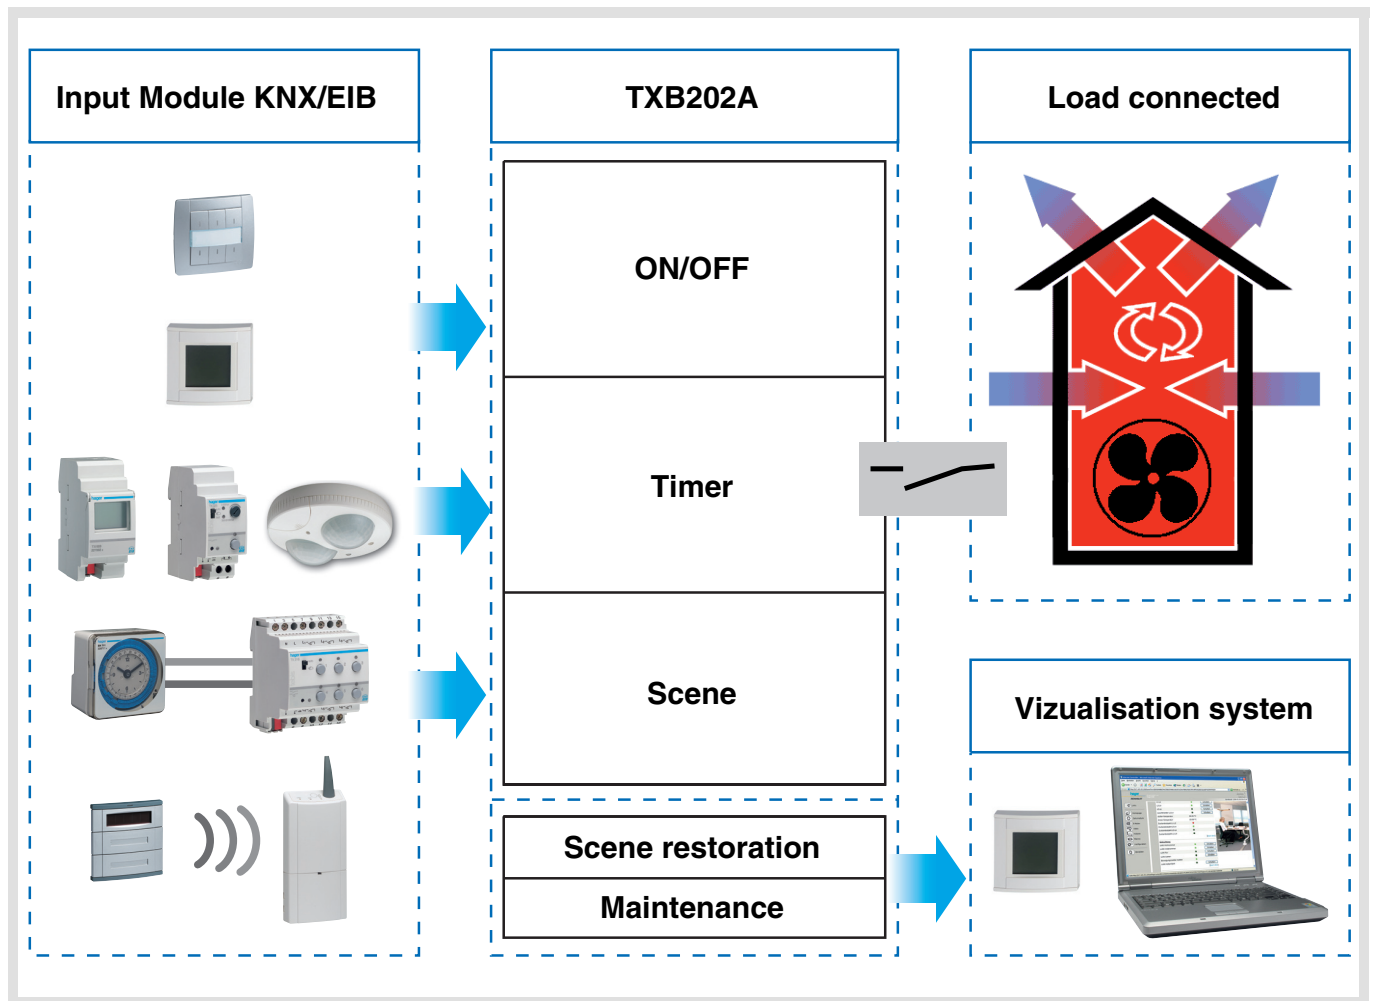 Input Module KNX/EIB
TXB202A
Load connected
ON/OFF
Timer
Scene
Vizualisation system
Scene restoration
Maintenance